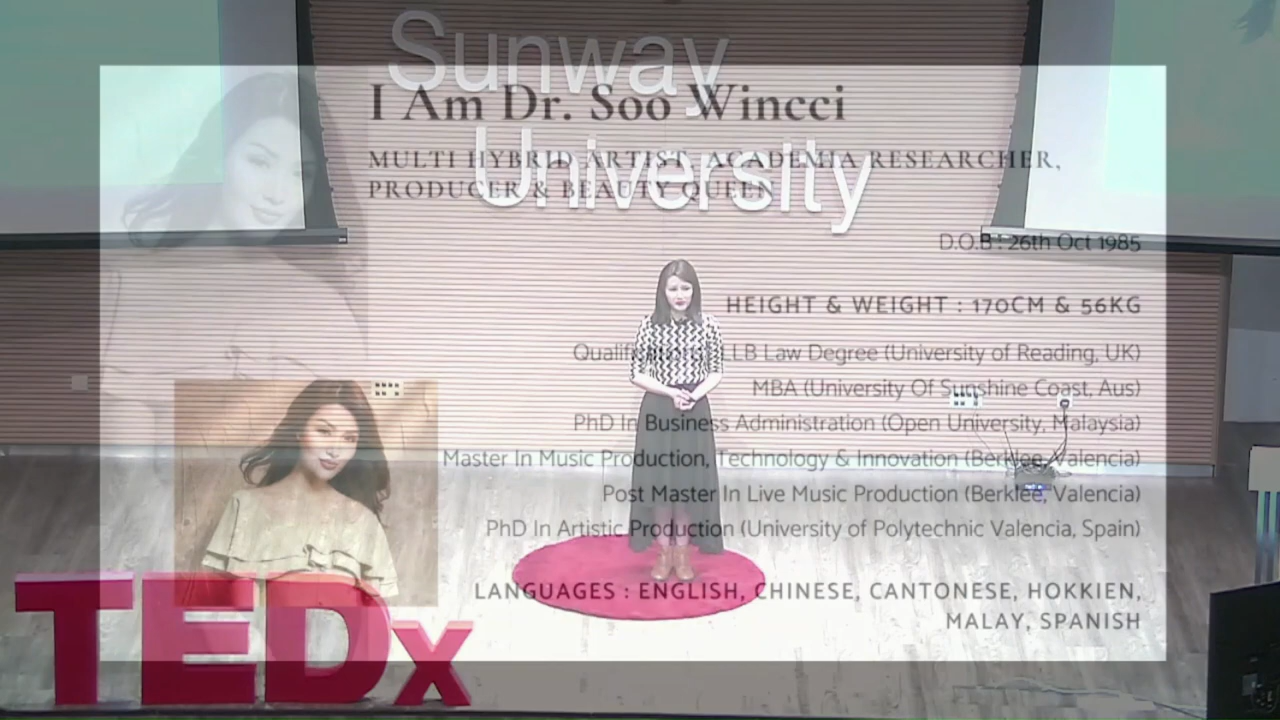 Sunway
University
I Am Dr. Soo Wincci
MULTI HYBRID ARTIST, ACADEMIA RESEARCHER,
PRODUCER & BEAUTY QUEEN
D.O.B : 26th Oct 1985
HEIGHT & WEIGHT : 170CM & 56KG
LLB Law Degree (University of Reading, UK)
MBA (University Of Sunshine Coast, Aus)
PhD In Business Administration (Open University, Malaysia)
Master In Music Production, Technology & Innovation (Berklee, Valencia)
Post Master In Live Music Production (Berklee, Valencia)
PhD In Artistic Production (University of Polytechnic Valencia, Spain)
LANGUAGES : ENGLISH, CHINESE, CANTONESE, HOKKIEN,
MALAY, SPANISH
TEDx